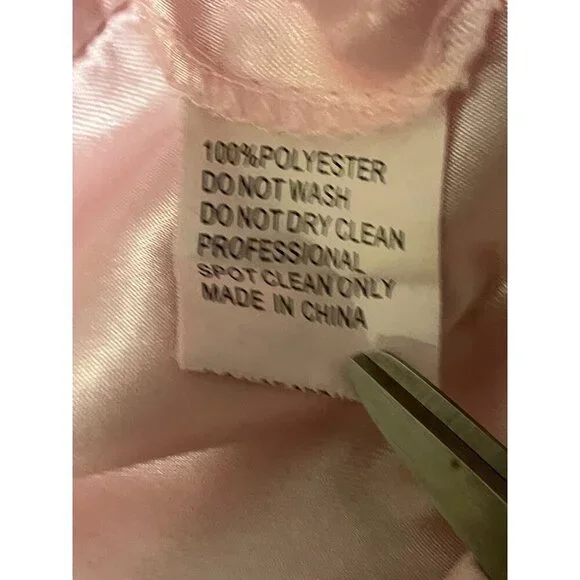 100%POLYESTER
DO NOT WASH
DO NOT DRY CLEAN
PROFESSIONAL
SPOT CLEAN ONLY
MADE IN CHINA